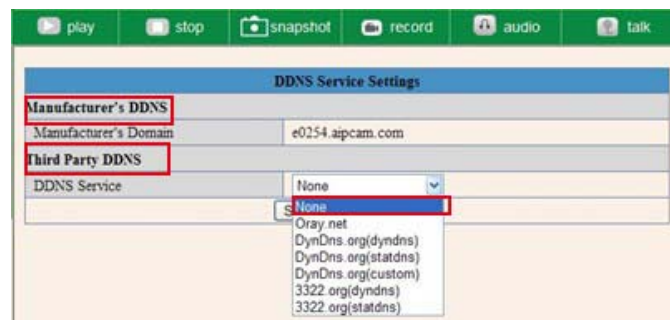 play stop snapshot record audio talk
DDNS Service Settings
Manufacturer's DDNS
Manufacturer's Domain e0254.aipcam.com
Third Party DDNS
DDNS Service None
None
Oray.net
DynDns.org(dyndns)
DynDns.org(statdns)
DynDns.org(custom)
3322.org(dyndns)
3322.org(statdns)